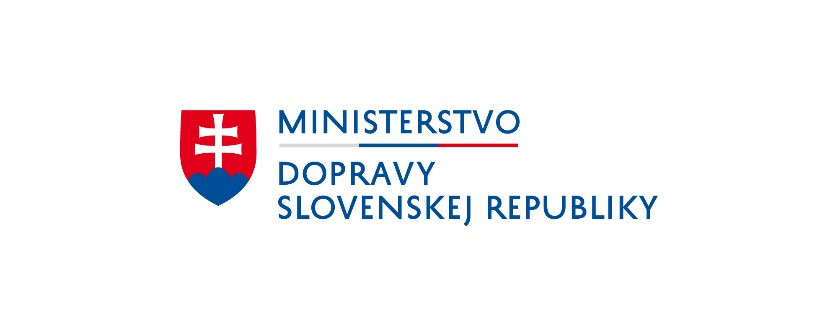 MINISTERSTVO
DOPRAVY
SLOVENSKEJ REPUBLIKY